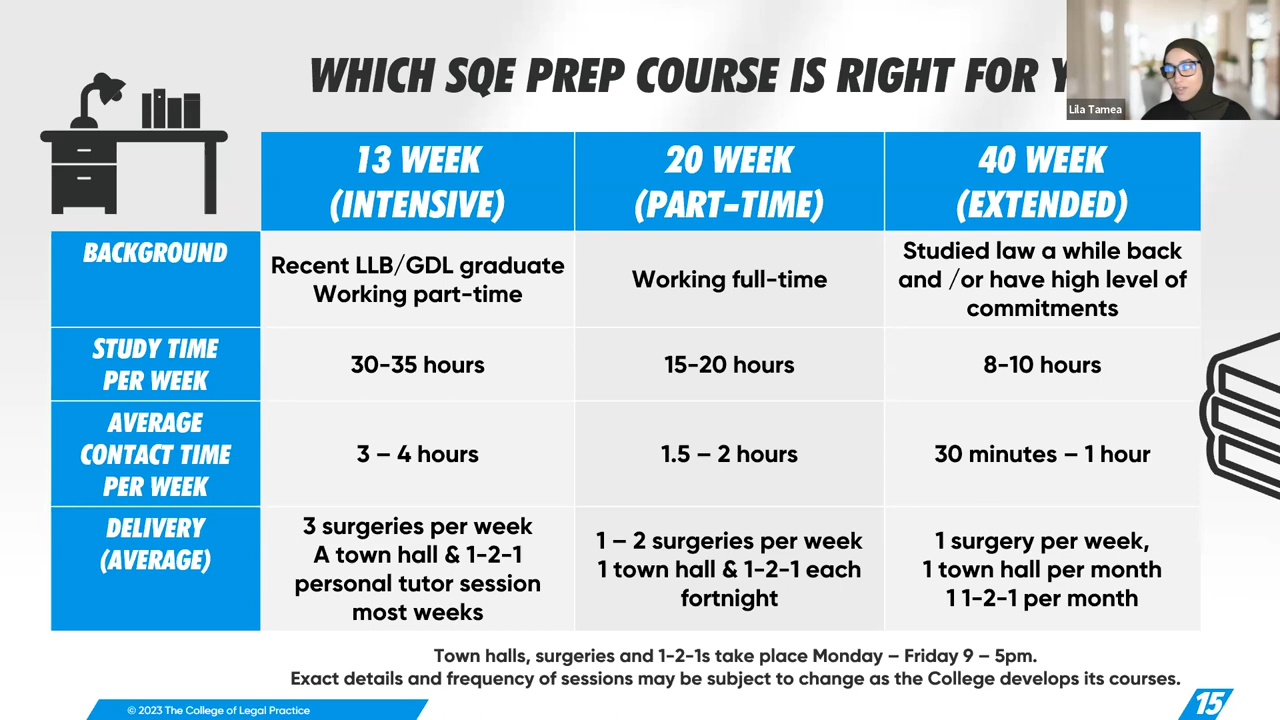 WHICH SQE PREP COURSE IS RIGHT FOR
Lila Tamea
13 WEEK
(INTENSIVE)
20 WEEK
(PART-TIME)
40 WEEK
(EXTENDED)
BACKGROUND
Recent LLB/GDL graduate
Working part-time
Working full-time
Studied law a while back
and /or have high level of
commitments
STUDY TIME
PER WEEK
30-35 hours
15-20 hours
8-10 hours
AVERAGE
CONTACT TIME
PER WEEK
3 – 4 hours
1.5 – 2 hours
30 minutes – 1 hour
DELIVERY
(AVERAGE)
3 surgeries per week
A town hall & 1-2-1
personal tutor session
most weeks
1 – 2 surgeries per week
1 town hall & 1-2-1 each
fortnight
1 surgery per week,
1 town hall per month
1 1-2-1 per month
Town halls, surgeries and 1-2-1s take place Monday – Friday 9 – 5pm.
Exact details and frequency of sessions may be subject to change as the College develops its courses.
© 2023 The College of Legal Practice
15